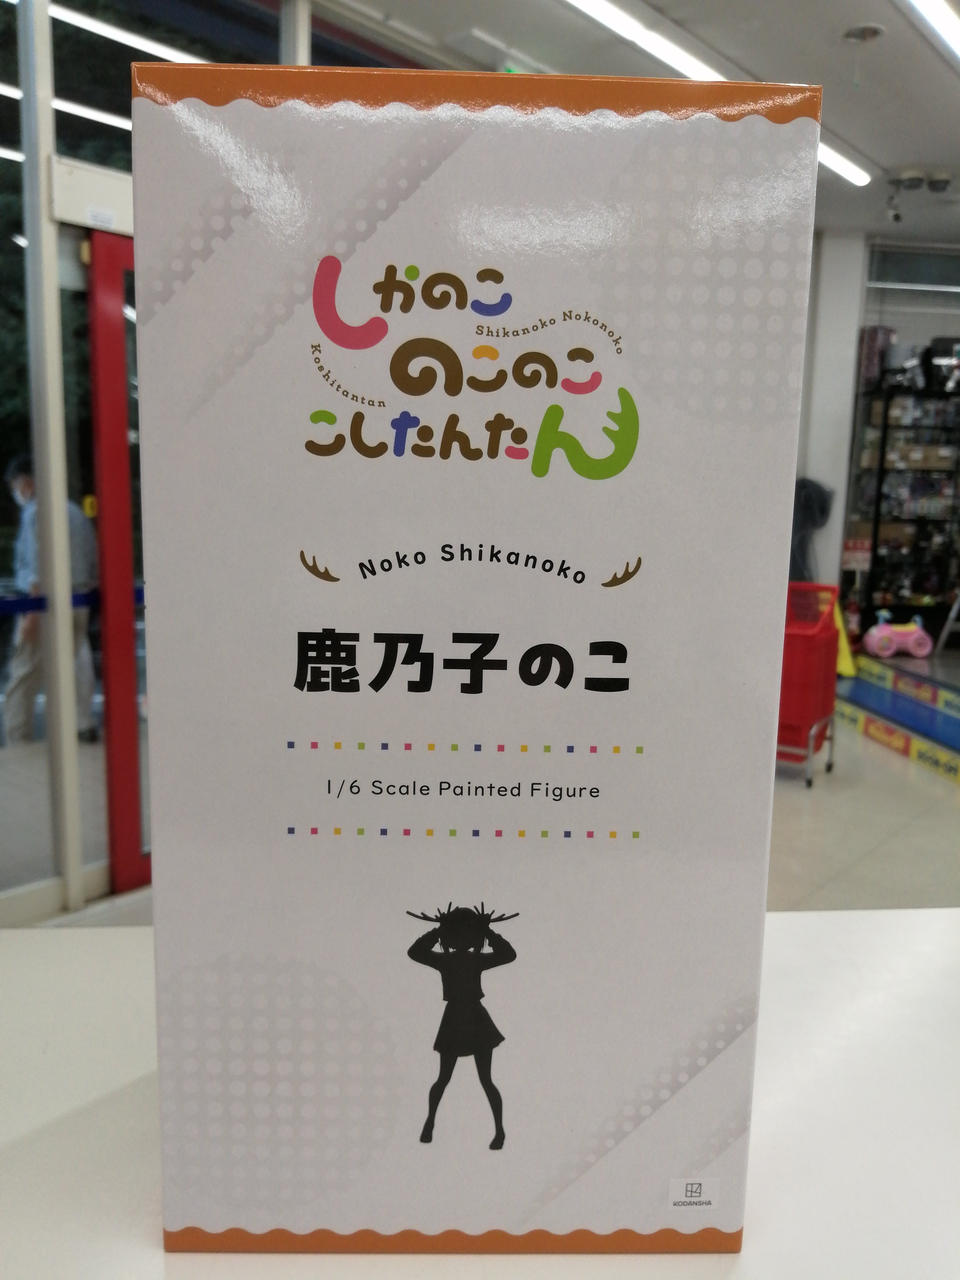 しかのこ
Shikanoko Nokonoko
のこのこ
Koshitantan
こしたんたん
Noko Shikanoko
鹿乃子のこ
1/6 Scale Painted Figure
KODANSHA